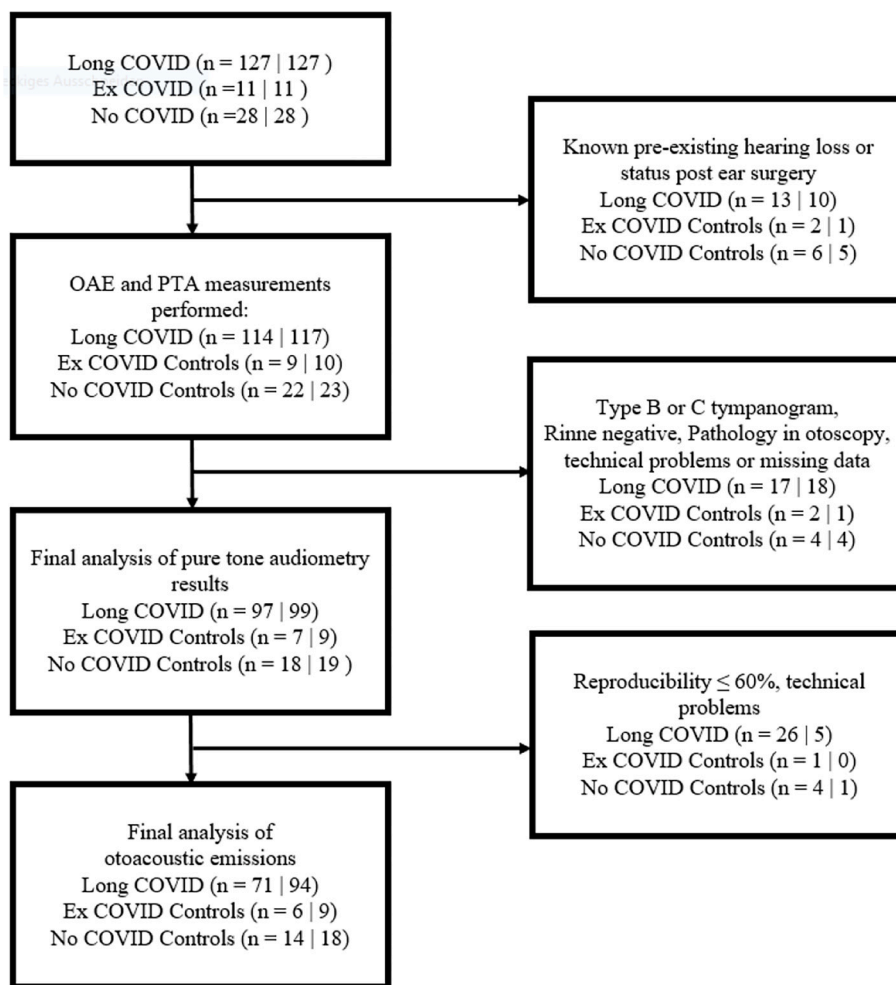 Long COVID (n = 127 | 127 )
Ex COVID (n =11 | 11 )
No COVID (n =28 | 28 )
Known pre-existing hearing loss or
status post ear surgery
Long COVID (n = 13 | 10)
Ex COVID Controls (n = 2 | 1)
No COVID Controls (n = 6 | 5)
OAE and PTA measurements
performed:
Long COVID (n = 114 | 117)
Ex COVID Controls (n = 9 | 10)
No COVID Controls (n = 22 | 23)
Type B or C tympanogram,
Rinne negative, Pathology in otoscopy,
technical problems or missing data
Long COVID (n = 17 | 18)
Ex COVID Controls (n = 2 | 1)
No COVID Controls (n = 4 | 4)
Final analysis of pure tone audiometry
results
Long COVID (n = 97 | 99)
Ex COVID Controls (n = 7 | 9)
No COVID Controls (n = 18 | 19 )
Reproducibility ≤ 60%, technical
problems
Long COVID (n = 26 | 5)
Ex COVID Controls (n = 1 | 0)
No COVID Controls (n = 4 | 1)
Final analysis of
otoacoustic emissions
Long COVID (n = 71 | 94)
Ex COVID Controls (n = 6 | 9)
No COVID Controls (n = 14 | 18)